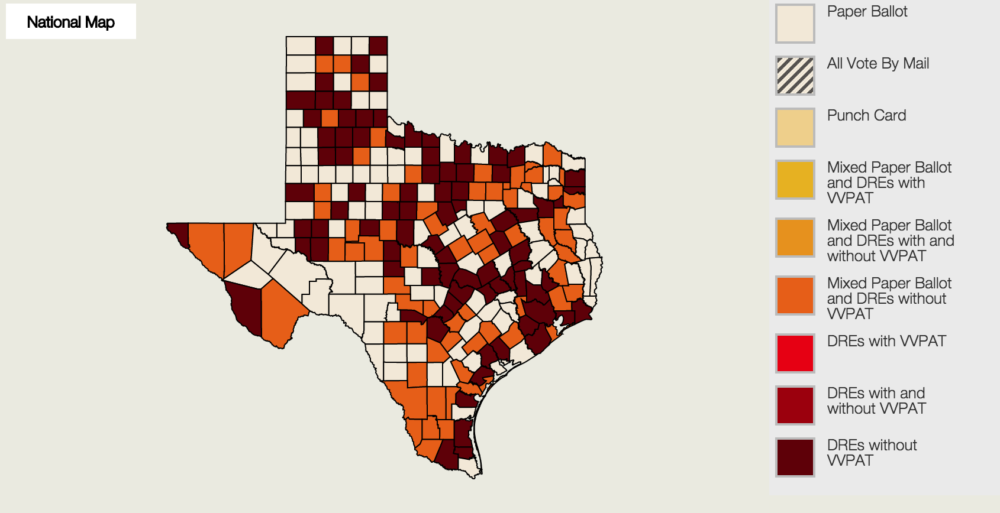 National Map
Paper Ballot
All Vote By Mail
Punch Card
Mixed Paper Ballot
and DREs with
VVPAT
Mixed Paper Ballot
and DREs with and
without VVPAT
Mixed Paper Ballot
and DREs without
VVPAT
DREs with VVPAT
DREs with and
without VVPAT
DREs without
VVPAT